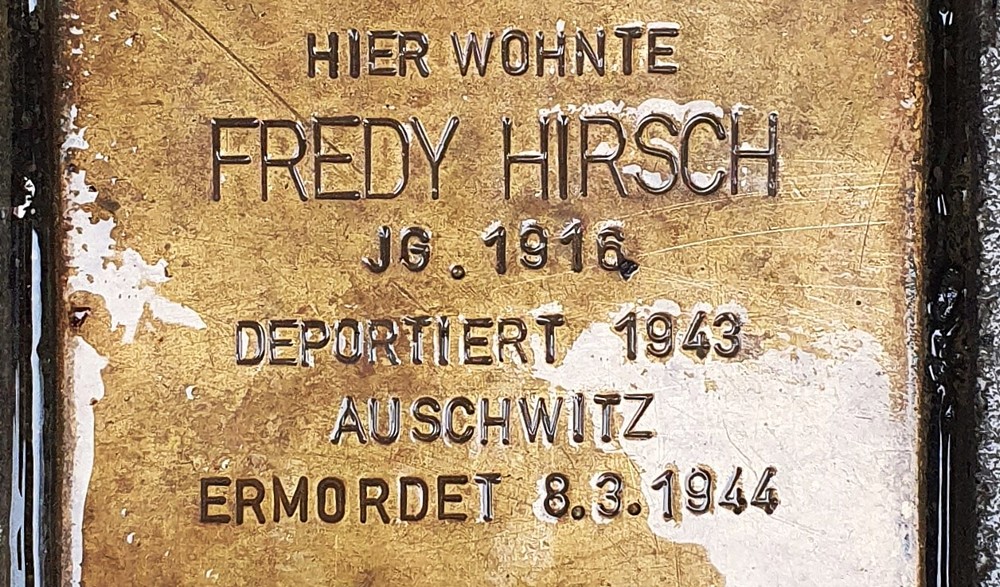 HIER WOHNTE
FREDY HIRSCH
JG. 1916
DEPORTIERT 1943
AUSCHWITZ
ERMORDET 8.3.1944